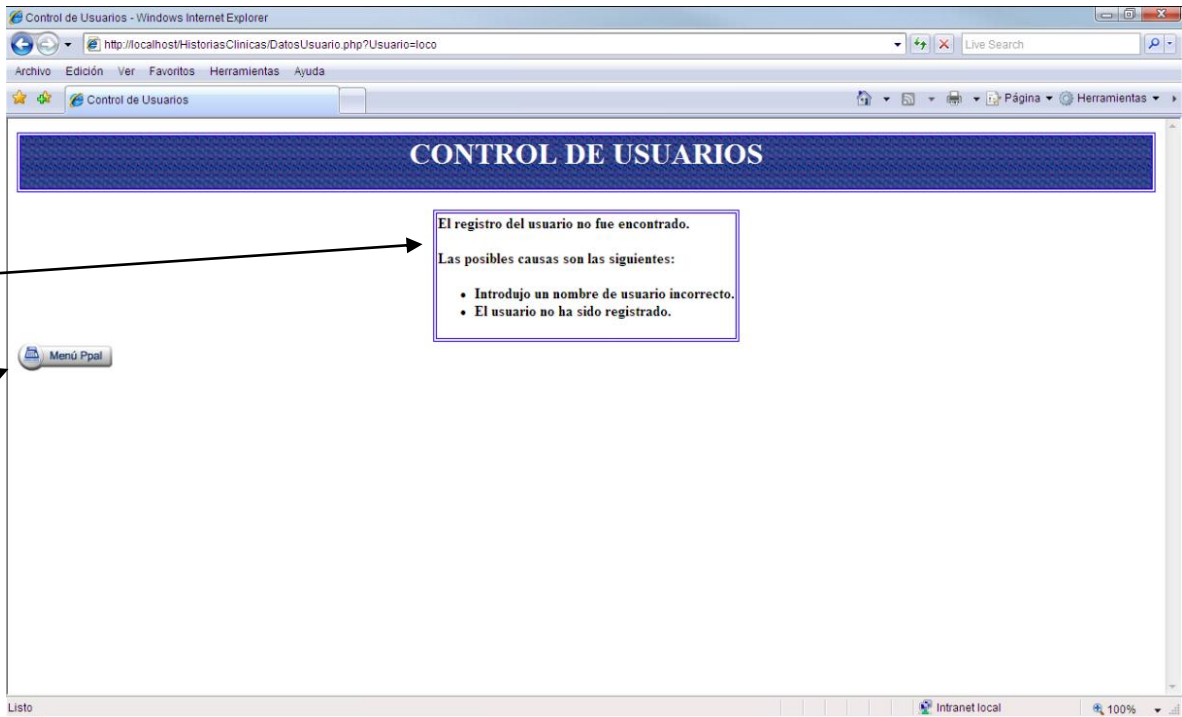 Control de Usuarios - Windows Internet Explorer
http://localhost/HistoriasClinicas/DatosUsuario.php?Usuario=loco
Live Search
Archivo Edición Ver Favoritos Herramientas Ayuda
Control de Usuarios
Página
Herramientas
CONTROL DE USUARIOS
El registro del usuario no fue encontrado.
Las posibles causas son las siguientes:
• Introdujo un nombre de usuario incorrecto.
• El usuario no ha sido registrado.
Menú Ppal
Listo
Intranet local
100%